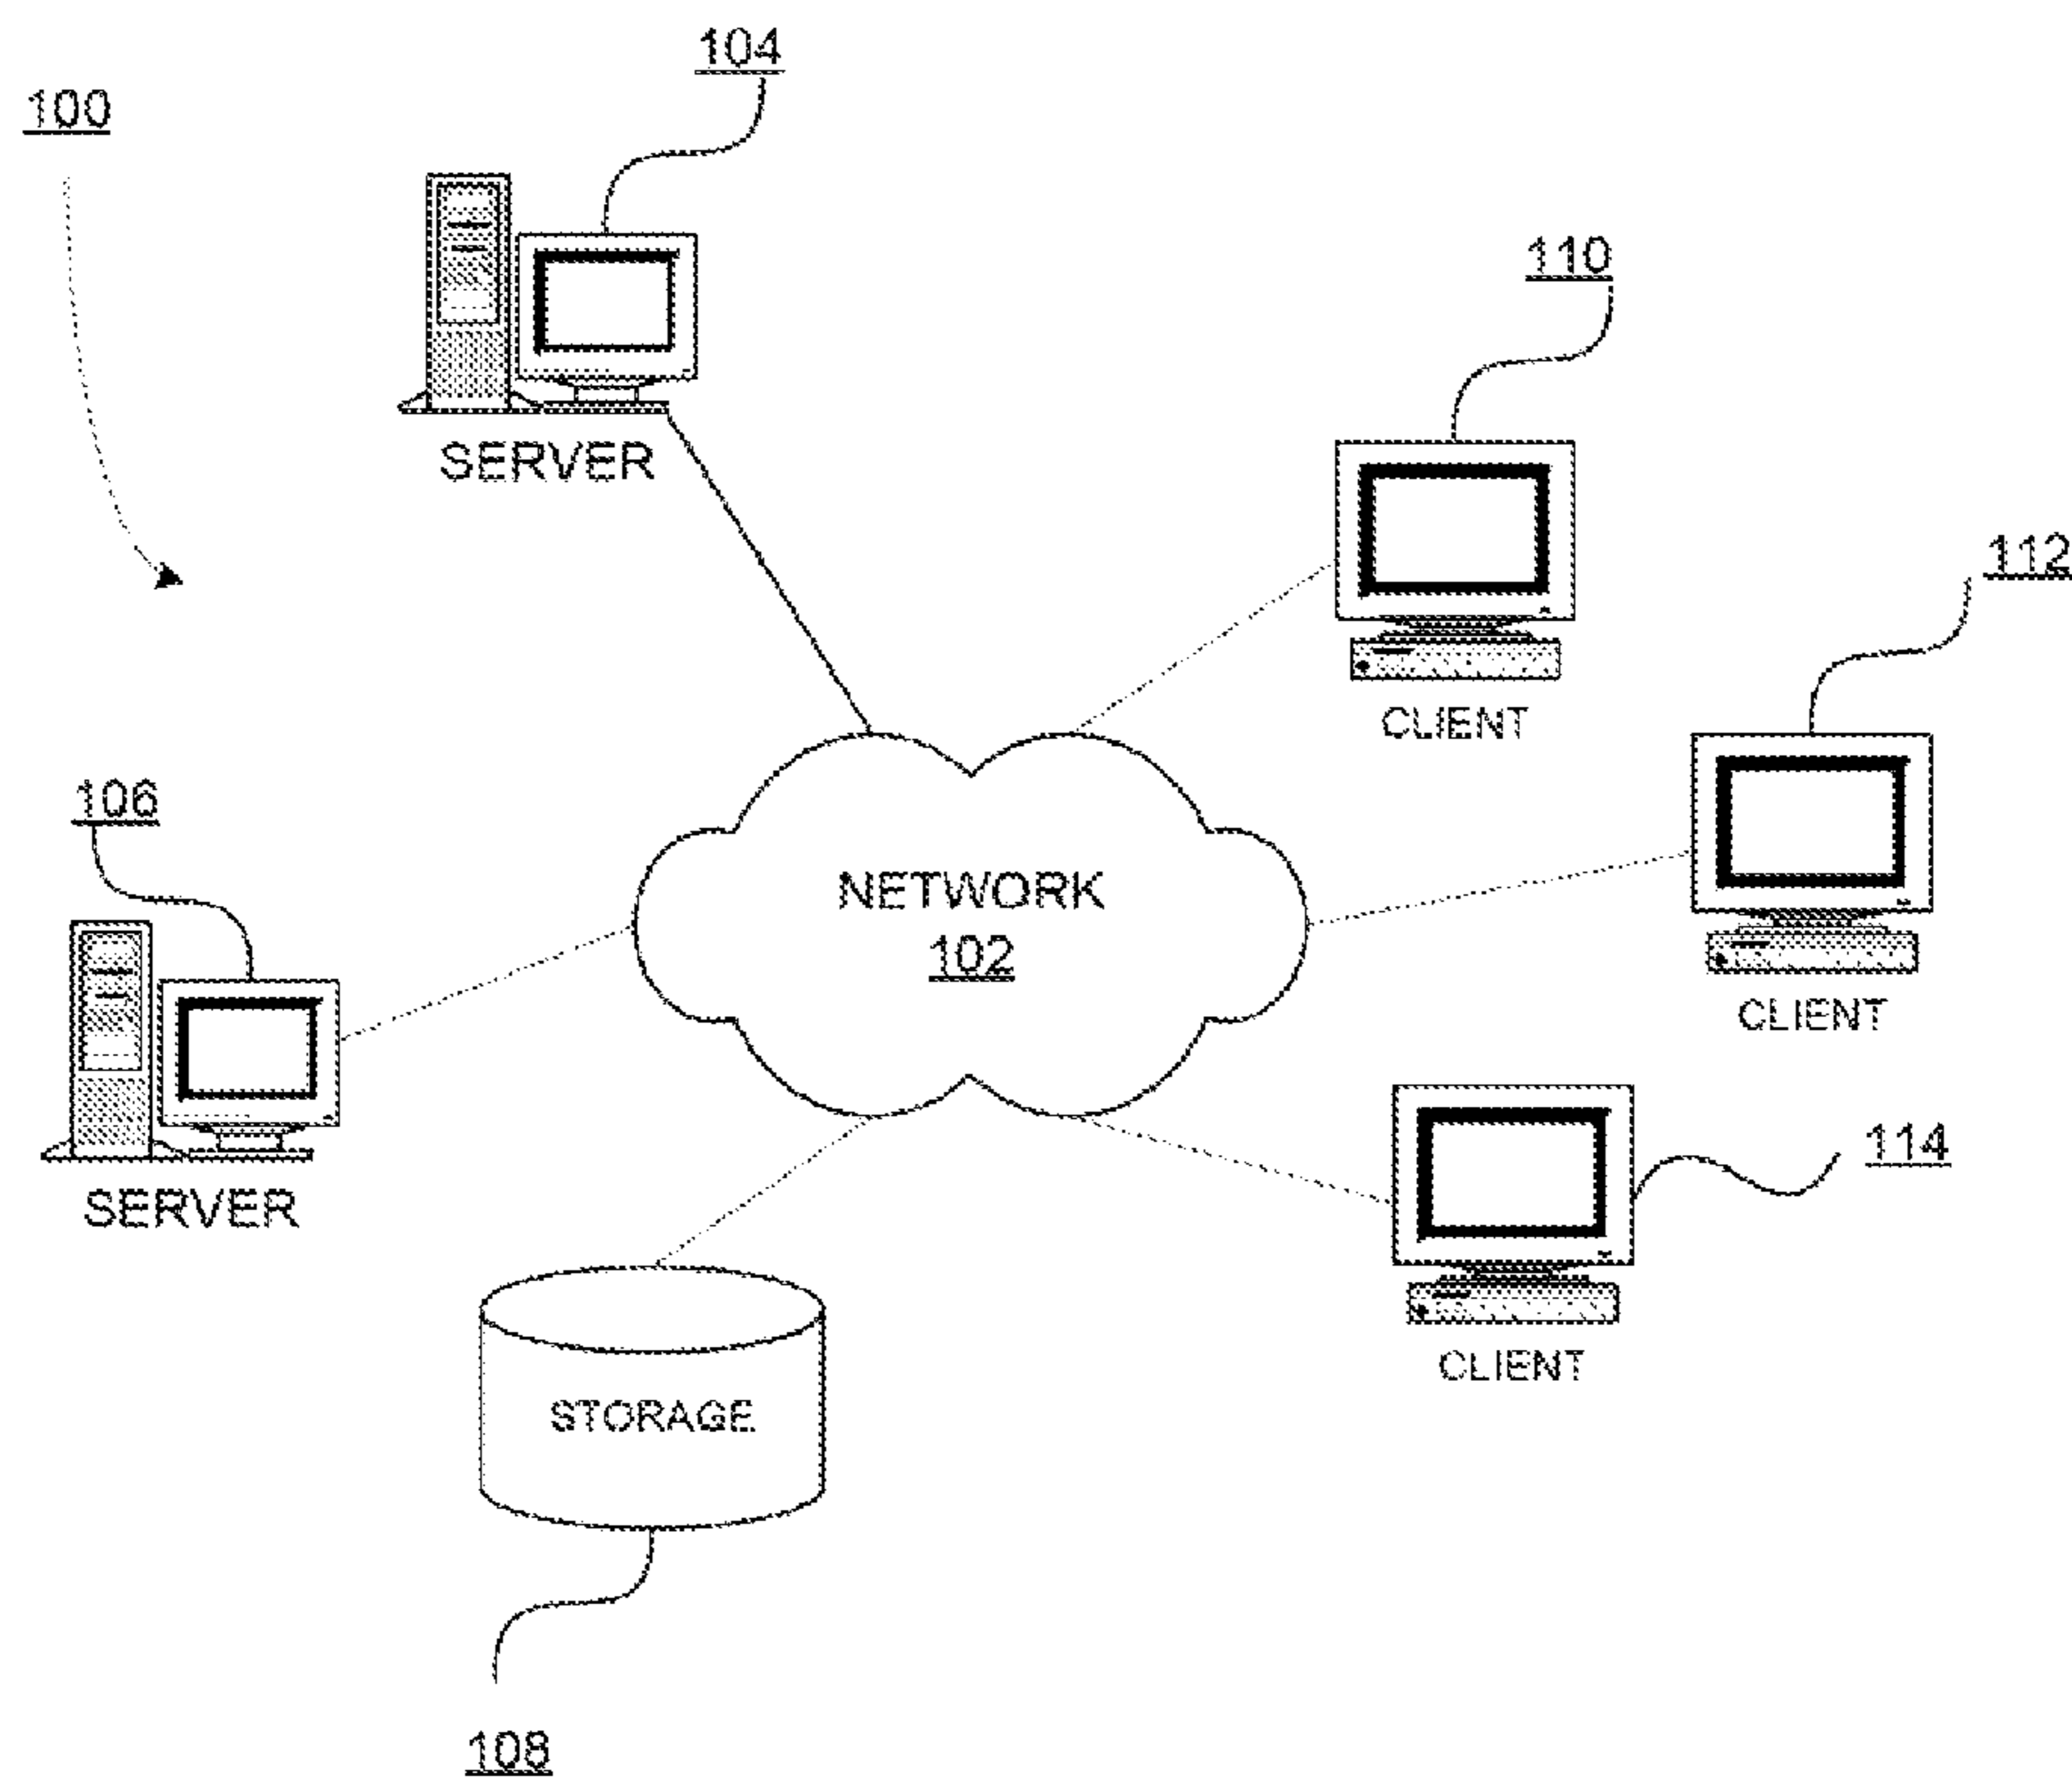 104
100
SERVER
110
112
CLIENT
106
NETWORK
102
CLIENT
114
SERVER
CLIENT
STORAGE
108